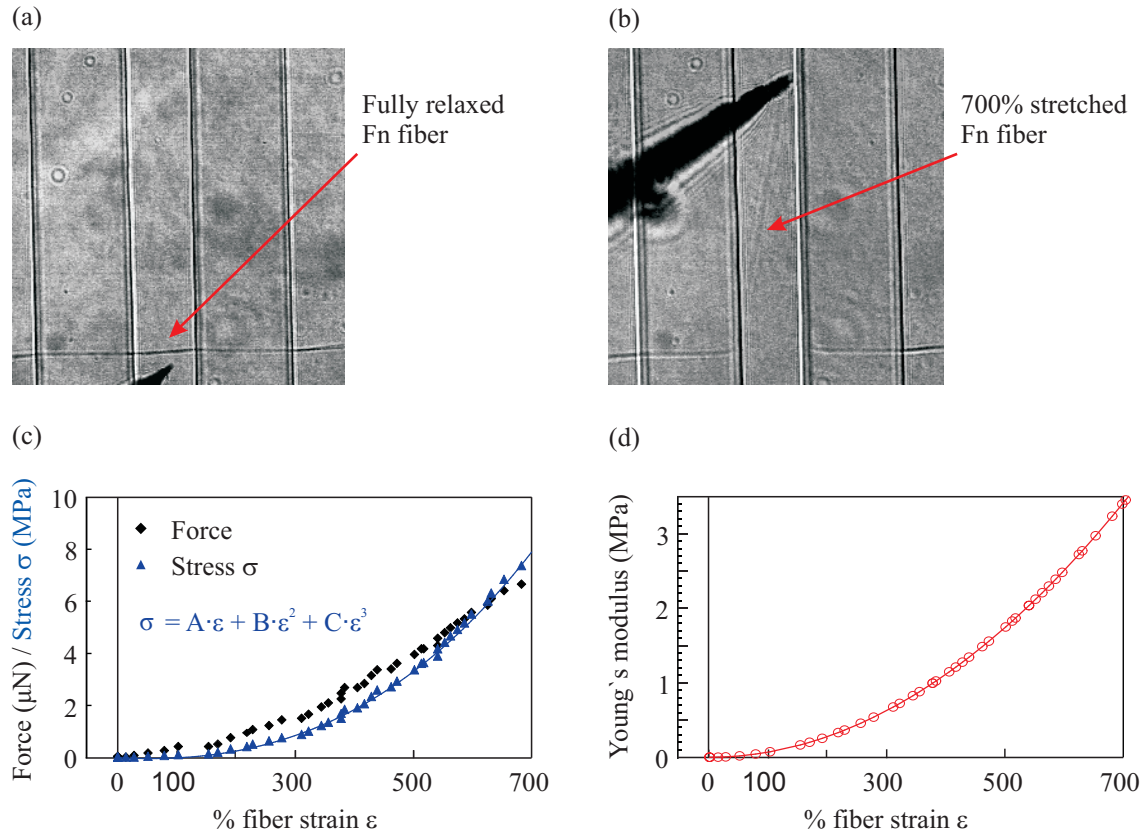 (a)
(b)
Fully relaxed
Fn fiber
700% stretched
Fn fiber
(c)
(d)
Force (μN) / Stress σ (MPa)
10
8
6
4
2
0
Force
Stress σ
σ = A·ε + B·ε² + C·ε³
0 100 300 500 700
% fiber strain ε
Young`s modulus (MPa)
3
2
1
0
0 100 300 500 700
% fiber strain ε